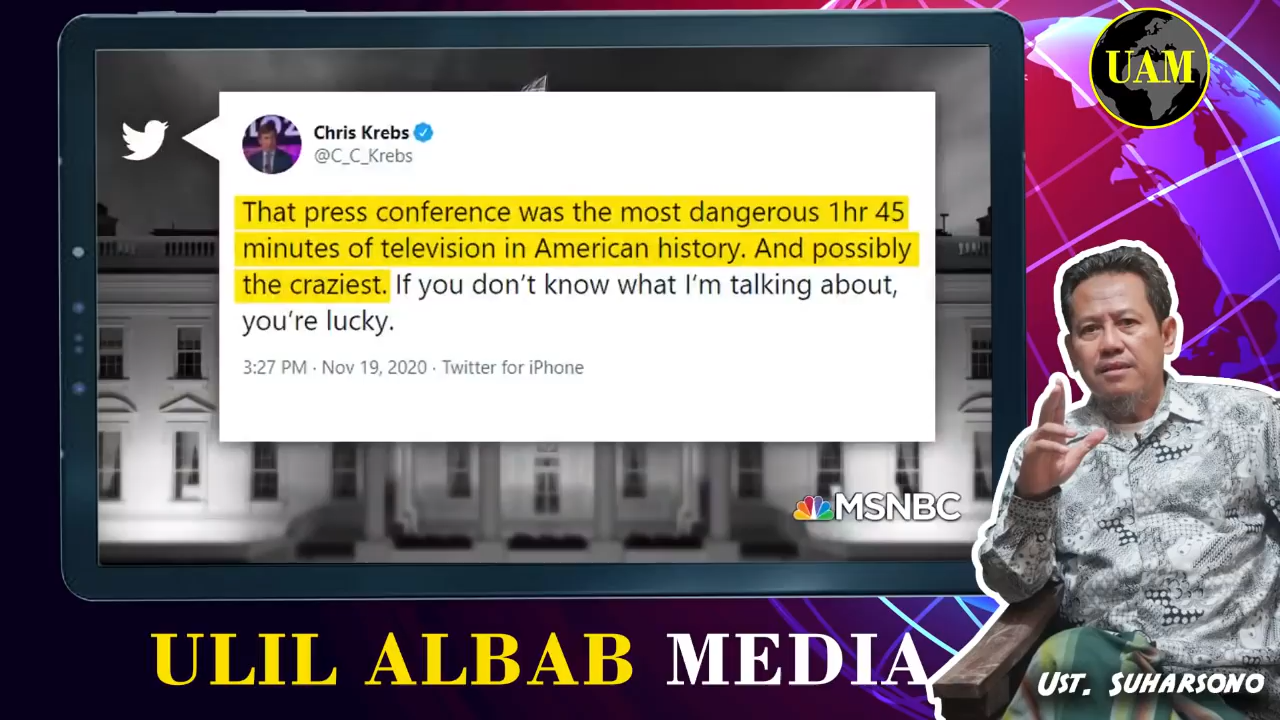 UAM
Chris Krebs
@C_C_Krebs
That press conference was the most dangerous 1hr 45
minutes of television in American history. And possibly
the craziest. If you don’t know what I’m talking about,
you’re lucky.
3:27 PM · Nov 19, 2020 · Twitter for iPhone
MSNBC
ULIL ALBAB MEDIA
UST. SUHARSONO